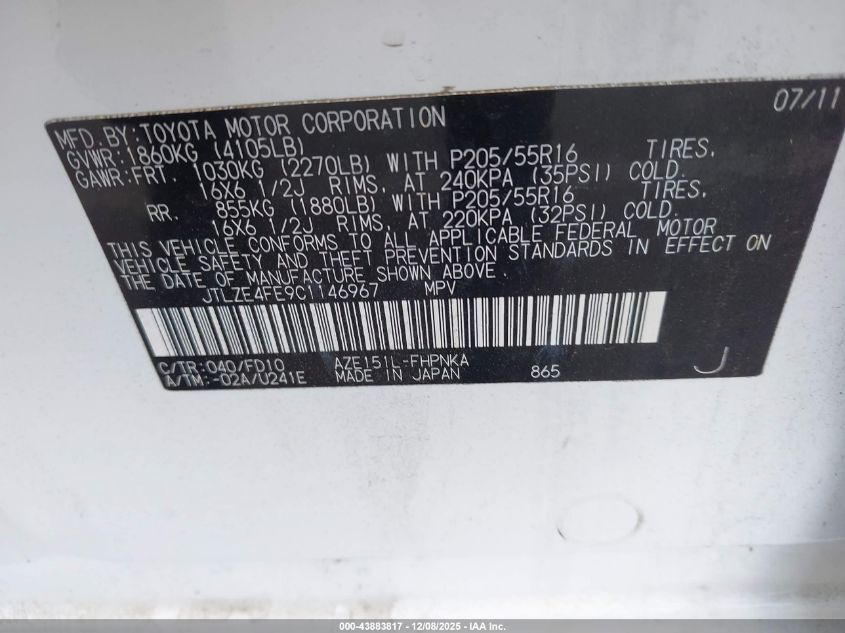 07/11
MFD. BY: TOYOTA MOTOR CORPORATION
GVWR: 1860KG (4105LB)
GAWR: FRT. 1030KG (2270LB) WITH P205/55R16 TIRES,
16X6 1/2J RIMS, AT 240KPA (35PSI) COLD.
RR. 855KG (1880LB) WITH P205/55R16 TIRES,
16X6 1/2J RIMS, AT 220KPA (32PSI) COLD.
THIS VEHICLE CONFORMS TO ALL APPLICABLE FEDERAL MOTOR
VEHICLE SAFETY AND THEFT PREVENTION STANDARDS IN EFFECT ON
THE DATE OF MANUFACTURE SHOWN ABOVE.
JTLZE4FE9C1146967 MPV
C/TR: 040/FD10 AZE151L-FHPNKA
A/TM: -02A/U241E MADE IN JAPAN 865 J
000-43883817 - 12/08/2025 - IAA Inc.